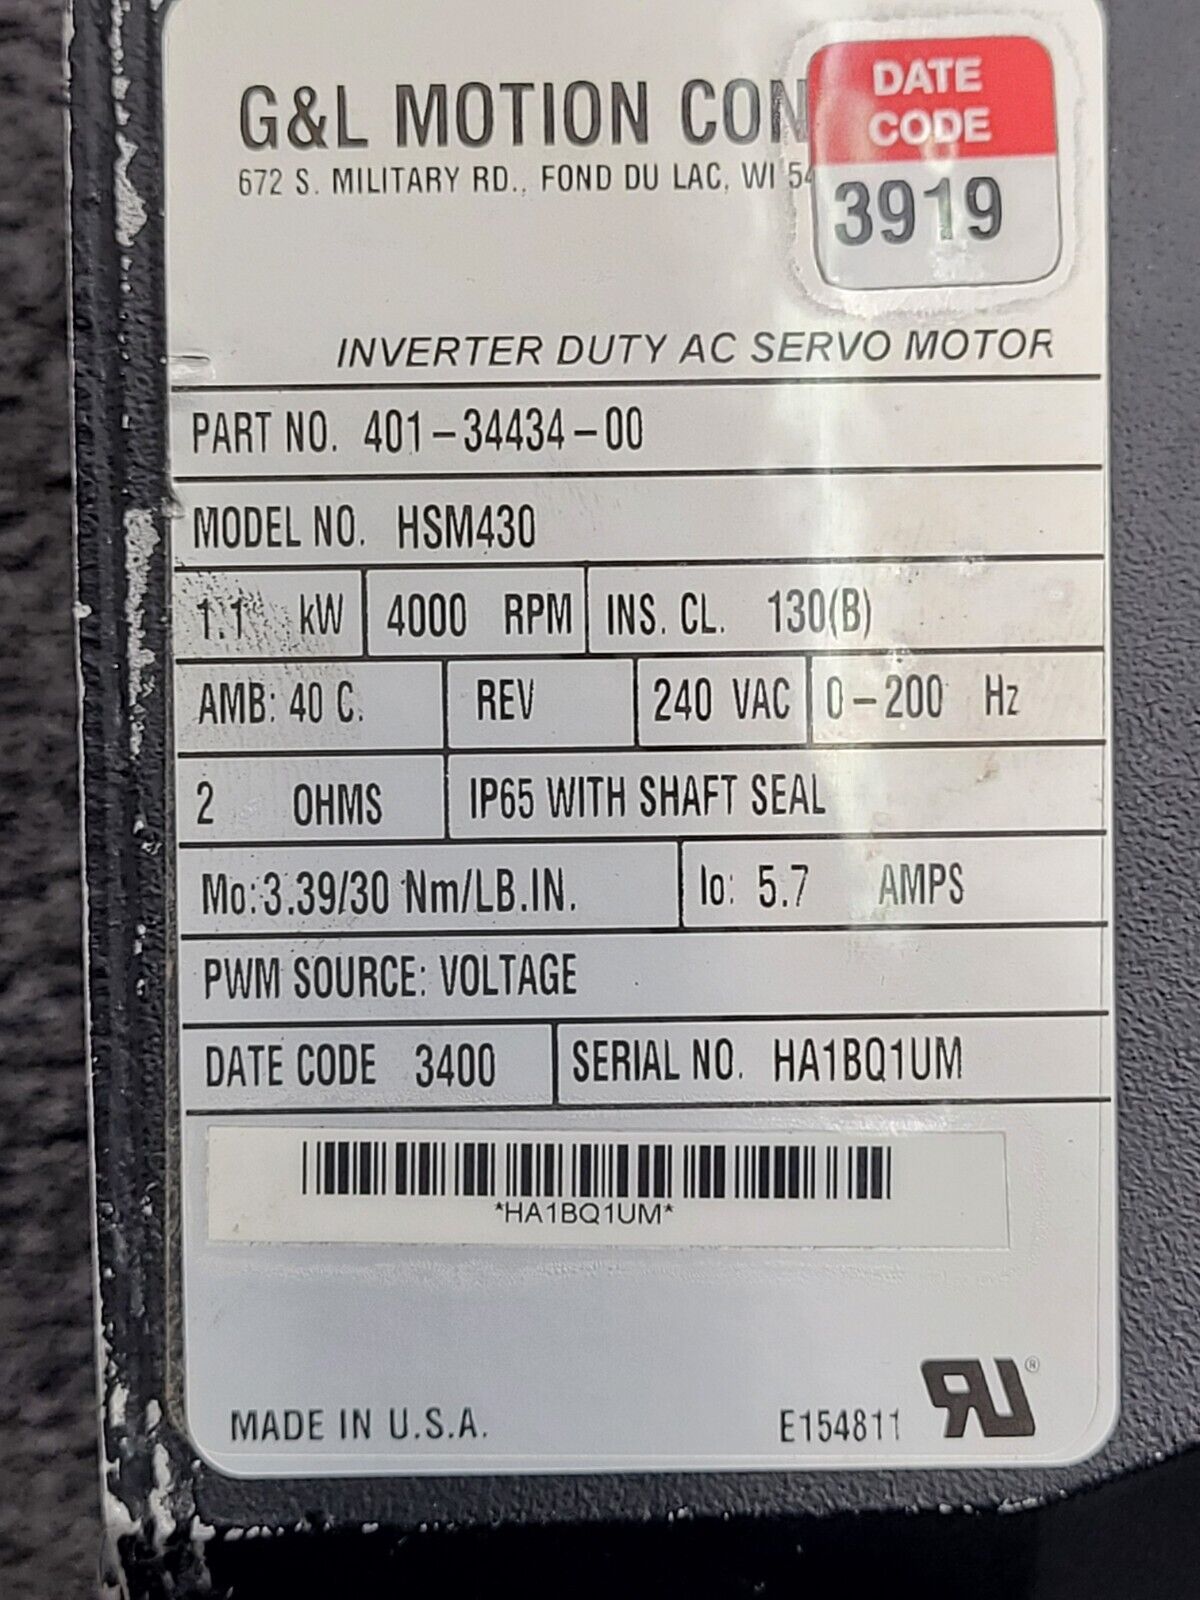 G&L MOTION CON
672 S. MILITARY RD., FOND DU LAC, WI 54
DATE
CODE
3919
INVERTER DUTY AC SERVO MOTOR
PART NO. 401-34434-00
MODEL NO. HSM430
1.1 kW 4000 RPM INS. CL. 130(B)
AMB: 40 C. REV 240 VAC 0-200 Hz
2 OHMS IP65 WITH SHAFT SEAL
Mo:3.39/30 Nm/LB.IN. Io: 5.7 AMPS
PWM SOURCE: VOLTAGE
DATE CODE 3400 SERIAL NO. HA1BQ1UM
*HA1BQ1UM*
MADE IN U.S.A. E154811 RU®